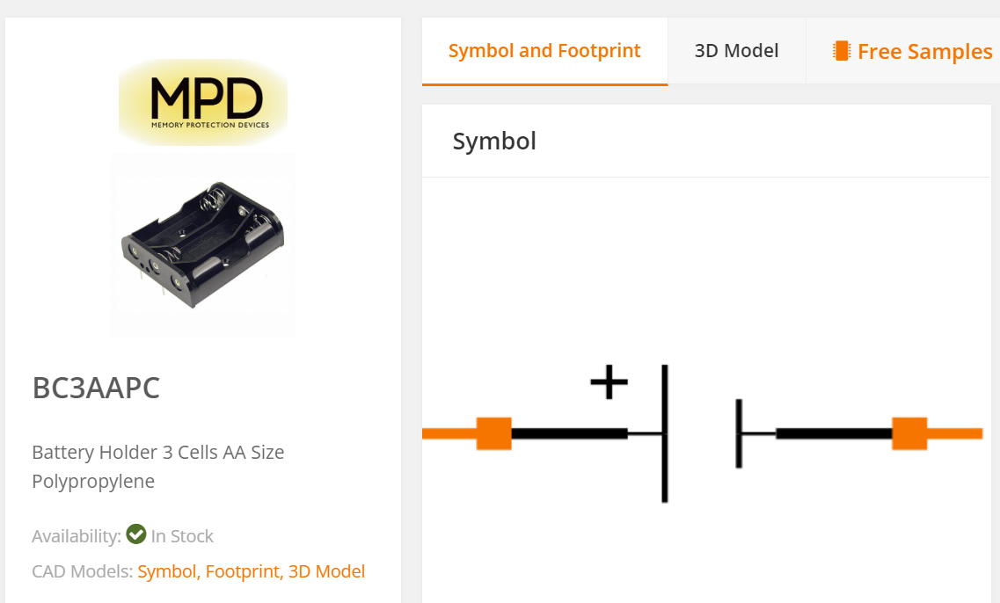 MPD
MEMORY PROTECTION DEVICES
BC3AAPC
Battery Holder 3 Cells AA Size
Polypropylene
Availability: In Stock
CAD Models: Symbol, Footprint, 3D Model
Symbol and Footprint
3D Model
Free Samples
Symbol
+